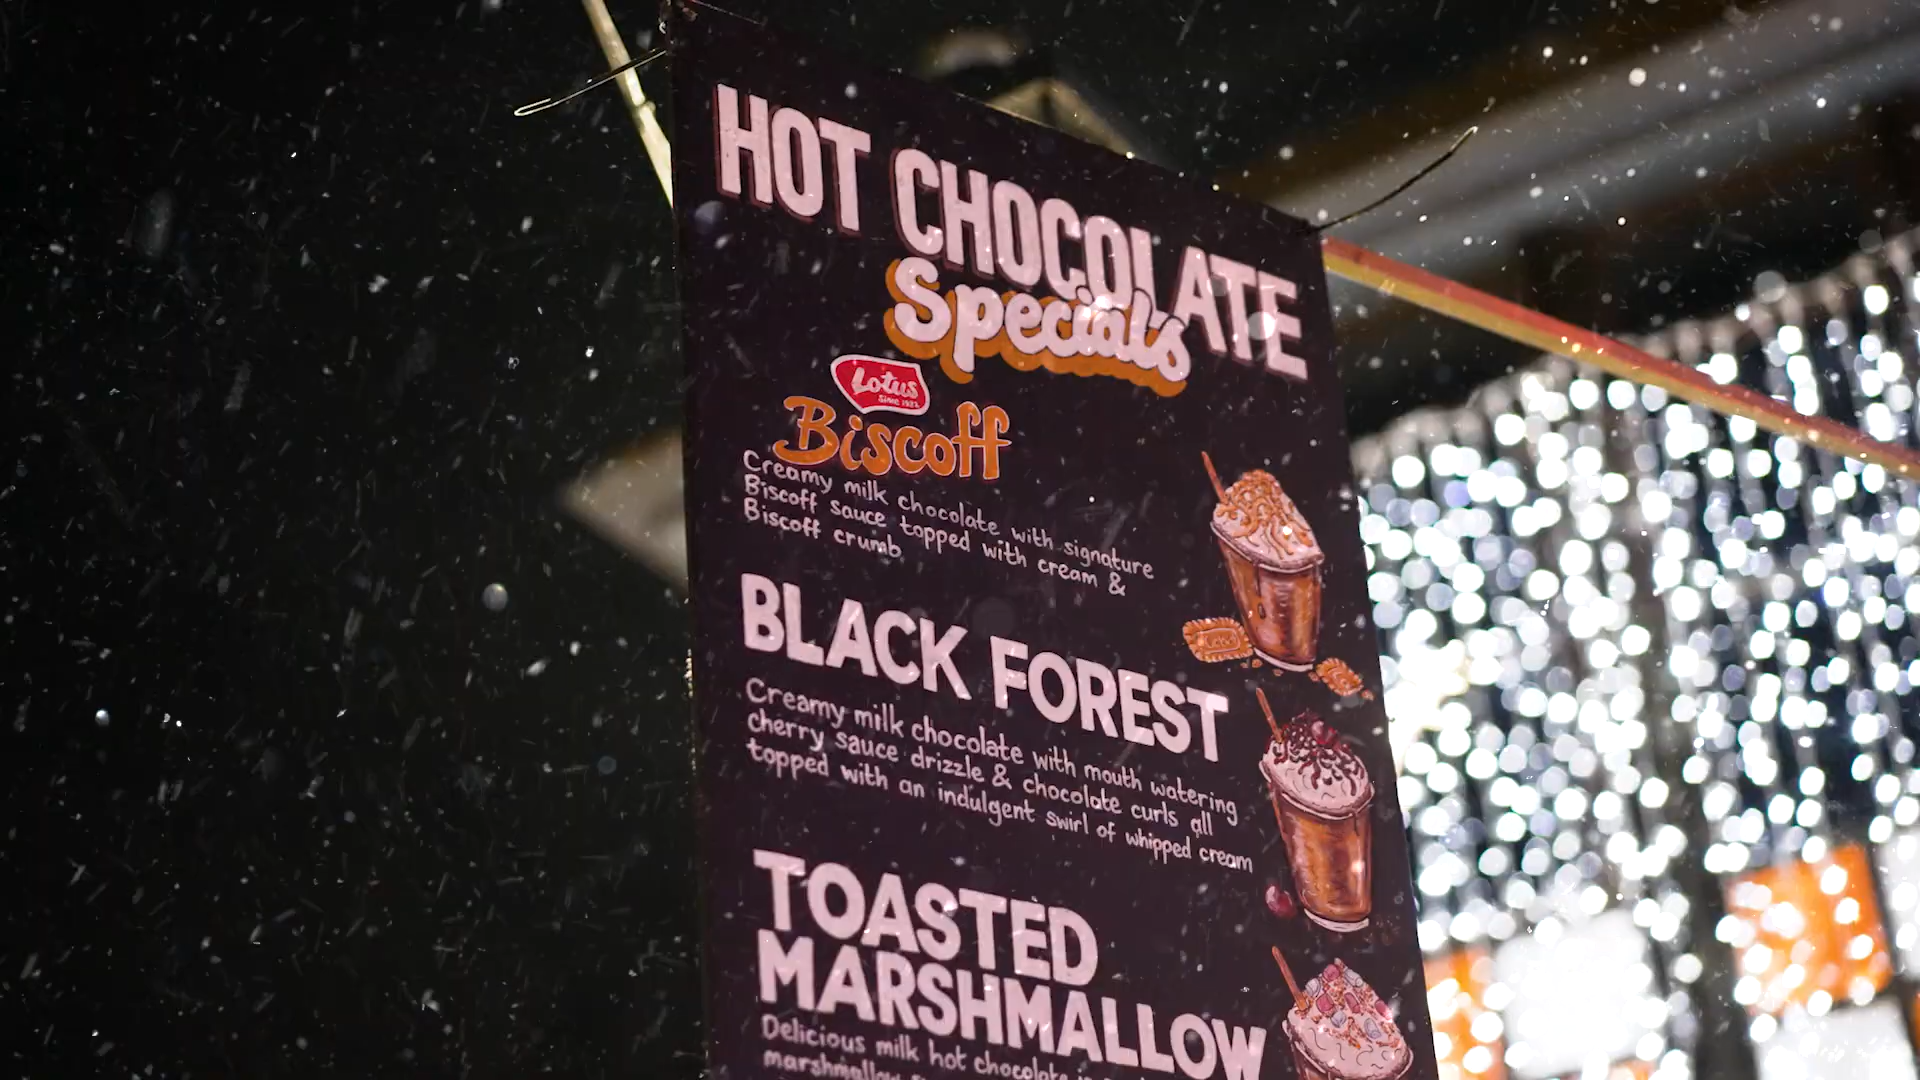 HOT CHOCOLATE
Specials
Lotus
SINCE 1932
Biscoff
Creamy milk chocolate with signature
Biscoff sauce topped with cream &
Biscoff crumb
BLACK FOREST
Creamy milk chocolate with mouth watering
cherry sauce drizzle & chocolate curls all
topped with an indulgent swirl of whipped cream
TOASTED
MARSHMALLOW
Delicious milk hot chocolate
marshmallow